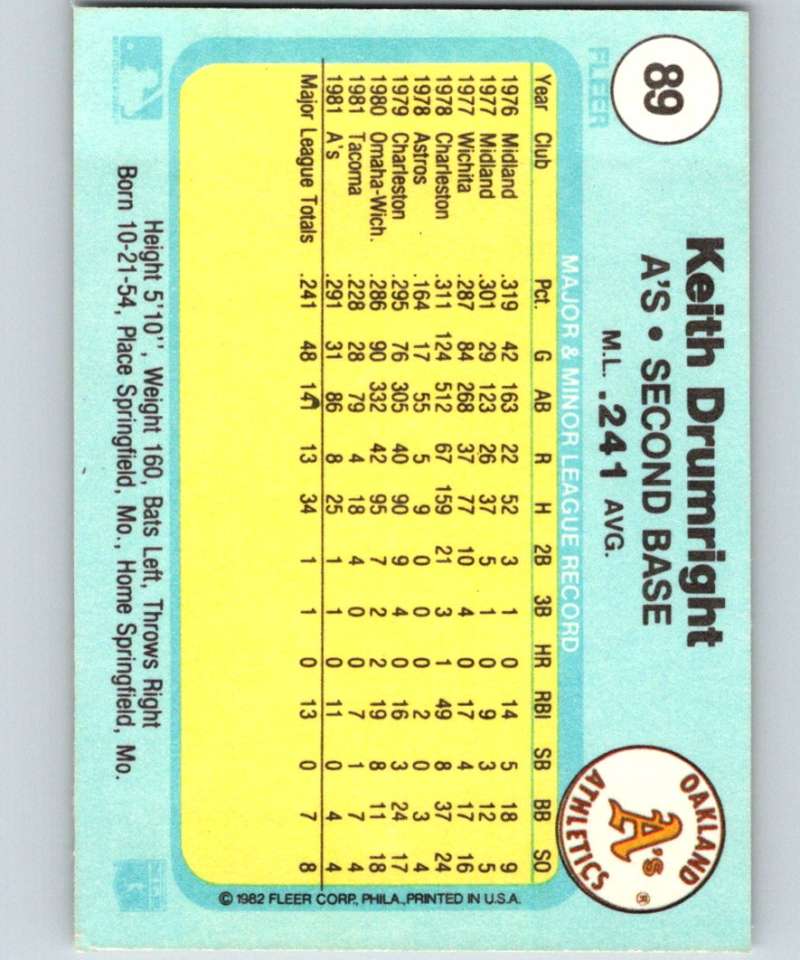 89
FLEER
Keith Drumright
A'S • SECOND BASE
M.L. .241 AVG.
OAKLAND A's ATHLETICS ®
MAJOR & MINOR LEAGUE RECORD
Year Club Pct. G AB R H 2B 3B HR RBI SB BB SO
1976 Midland .319 42 163 22 52 3 1 0 14 5 18 9
1977 Midland .301 29 123 26 37 5 1 0 9 3 12 5
1977 Wichita .287 84 268 37 77 10 4 0 17 4 17 16
1978 Charleston .311 124 512 67 159 21 3 1 49 8 37 24
1978 Astros .164 17 55 5 9 0 0 0 2 0 3 4
1979 Charleston .295 76 305 40 90 9 4 0 16 3 24 17
1980 Omaha-Wich. .286 90 332 42 95 7 2 2 19 8 11 18
1981 Tacoma .228 28 79 4 18 4 0 0 7 1 7 4
1981 A's .291 31 86 8 25 1 1 0 11 0 4 4
Major League Totals .241 48 141 13 34 1 1 0 13 0 7 8
© 1982 FLEER CORP., PHILA., PRINTED IN U.S.A.
Height 5'10", Weight 160, Bats Left, Throws Right
Born 10-21-54, Place Springfield, Mo., Home Springfield, Mo.